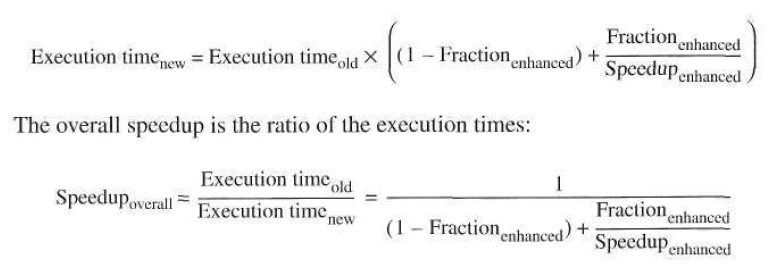 Execution time_new = Execution time_old × ((1 – Fraction_enhanced) + Fraction_enhanced / Speedup_enhanced)
The overall speedup is the ratio of the execution times:
Speedup_overall = Execution time_old / Execution time_new = 1 / ((1 – Fraction_enhanced) + Fraction_enhanced / Speedup_enhanced)